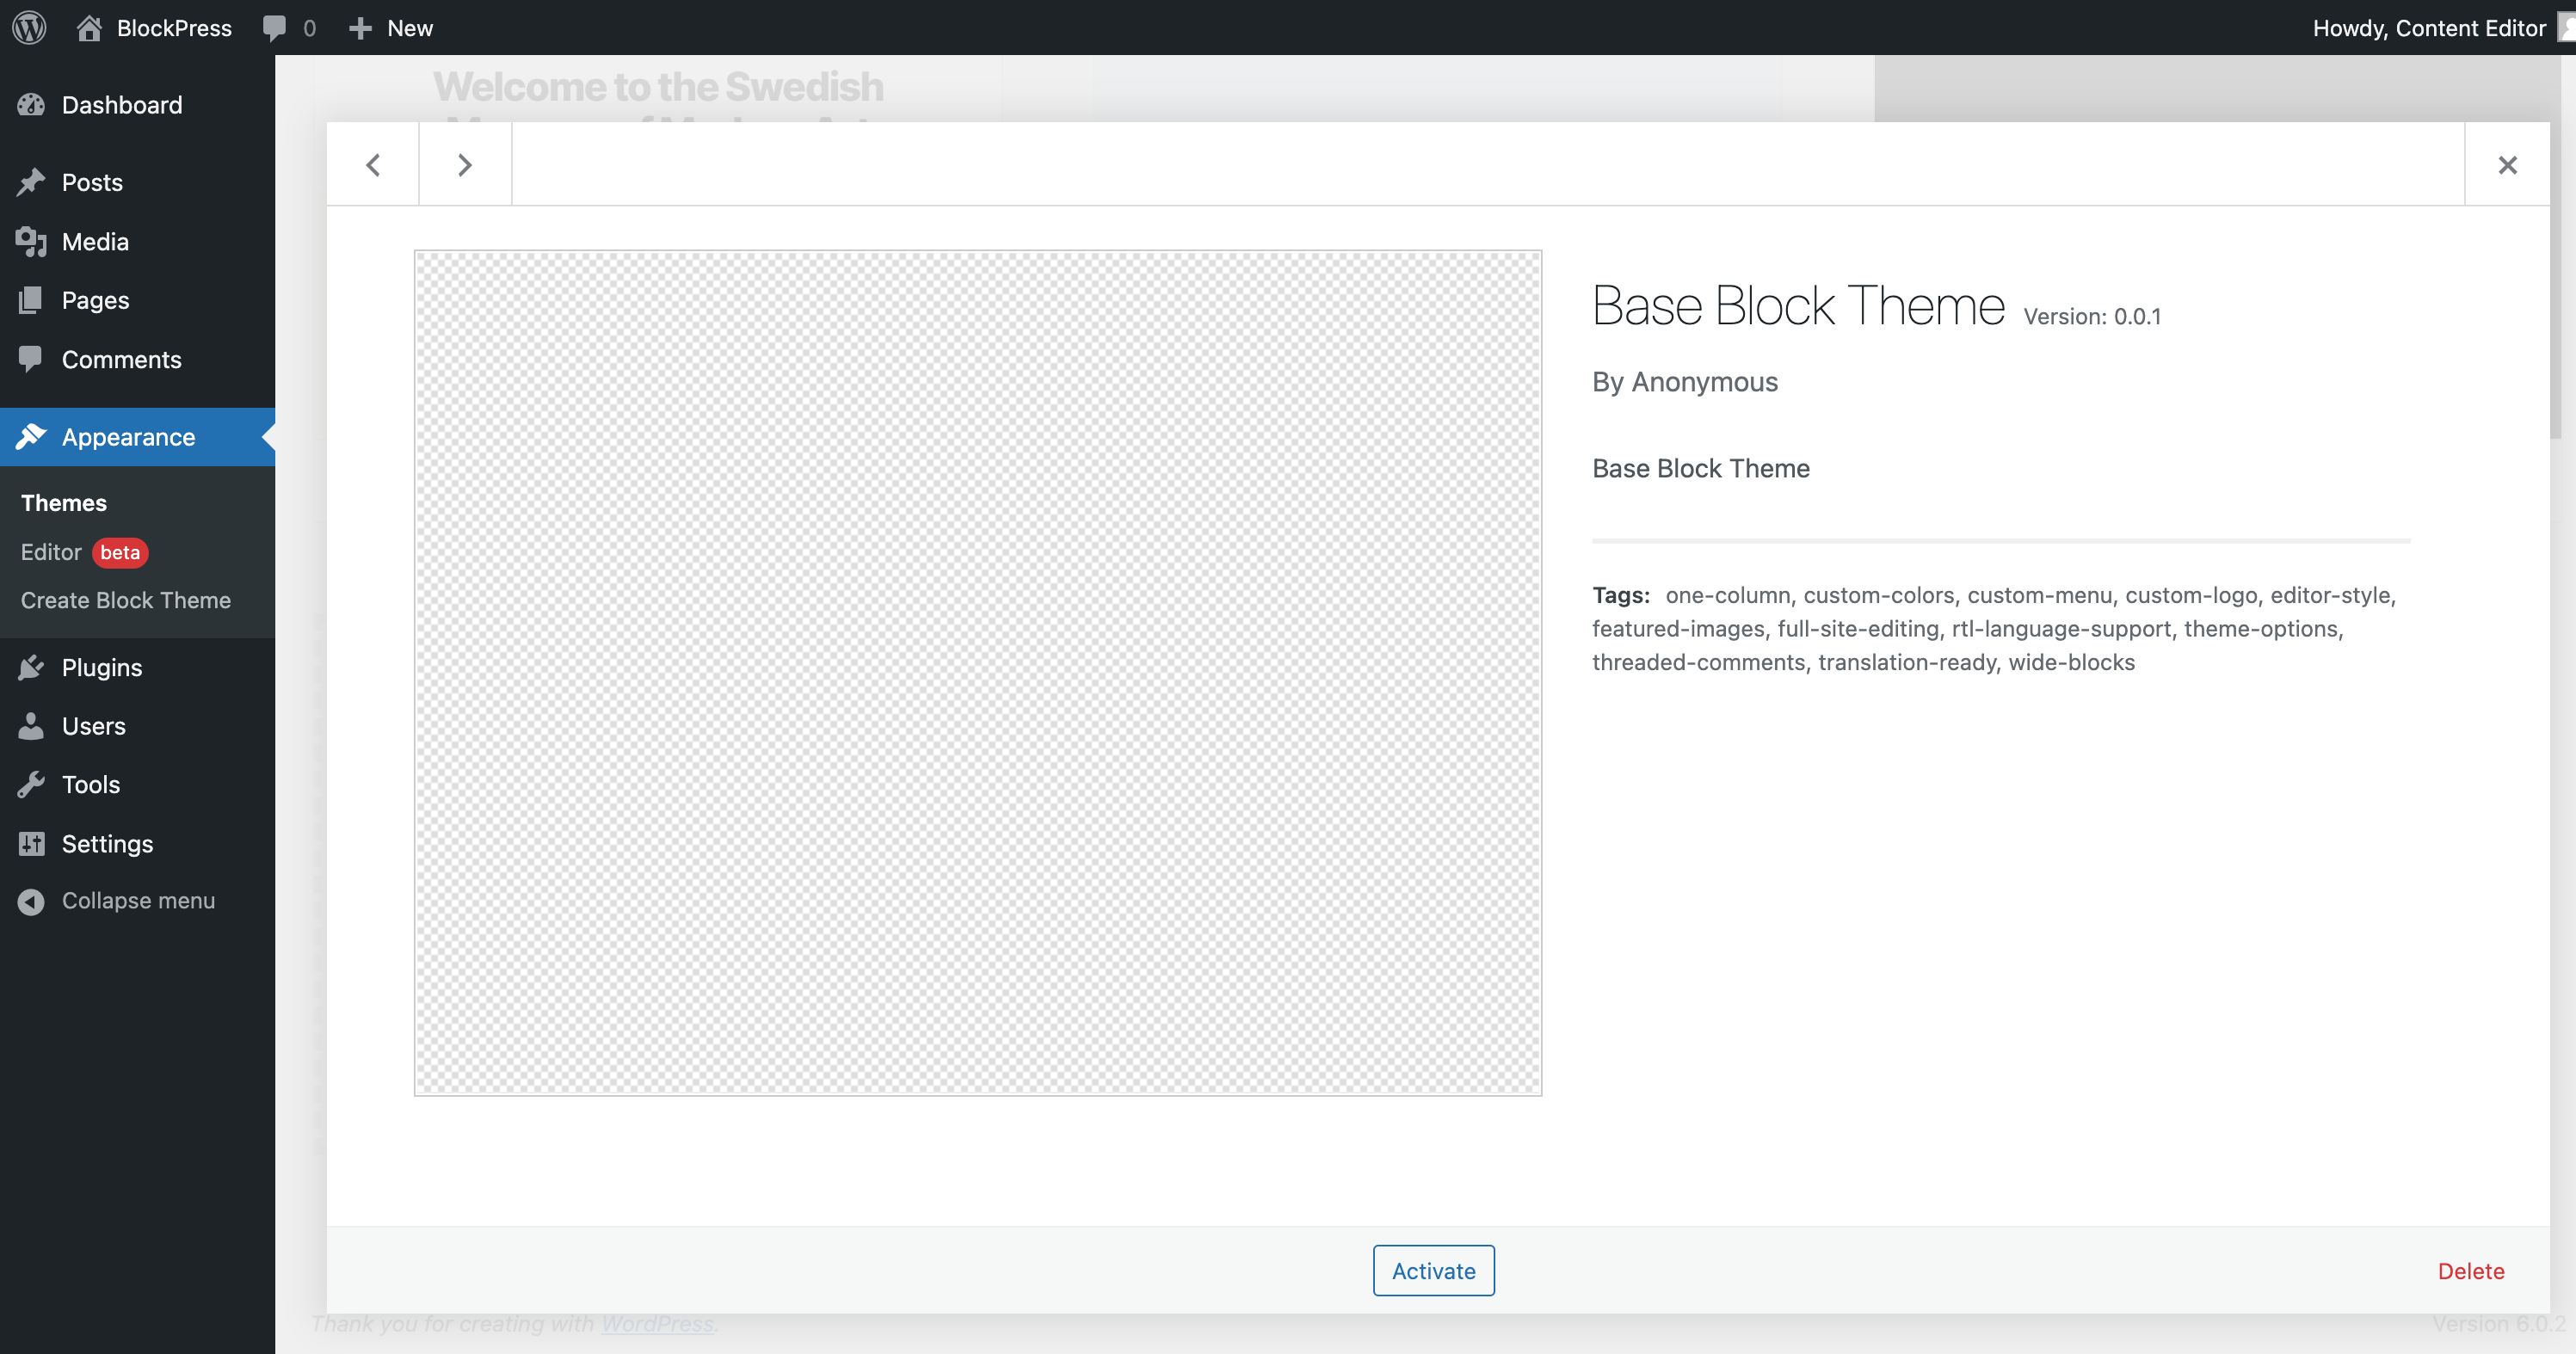 BlockPress 0 New Howdy, Content Editor
Welcome to the Swedish
Dashboard
Posts
Media
Pages
Comments
Appearance
Themes
Editor beta
Create Block Theme
Plugins
Users
Tools
Settings
Collapse menu
Base Block Theme Version: 0.0.1
By Anonymous
Base Block Theme
Tags: one-column, custom-colors, custom-menu, custom-logo, editor-style,
featured-images, full-site-editing, rtl-language-support, theme-options,
threaded-comments, translation-ready, wide-blocks
Activate Delete
Thank you for creating with WordPress. Version 6.0.2